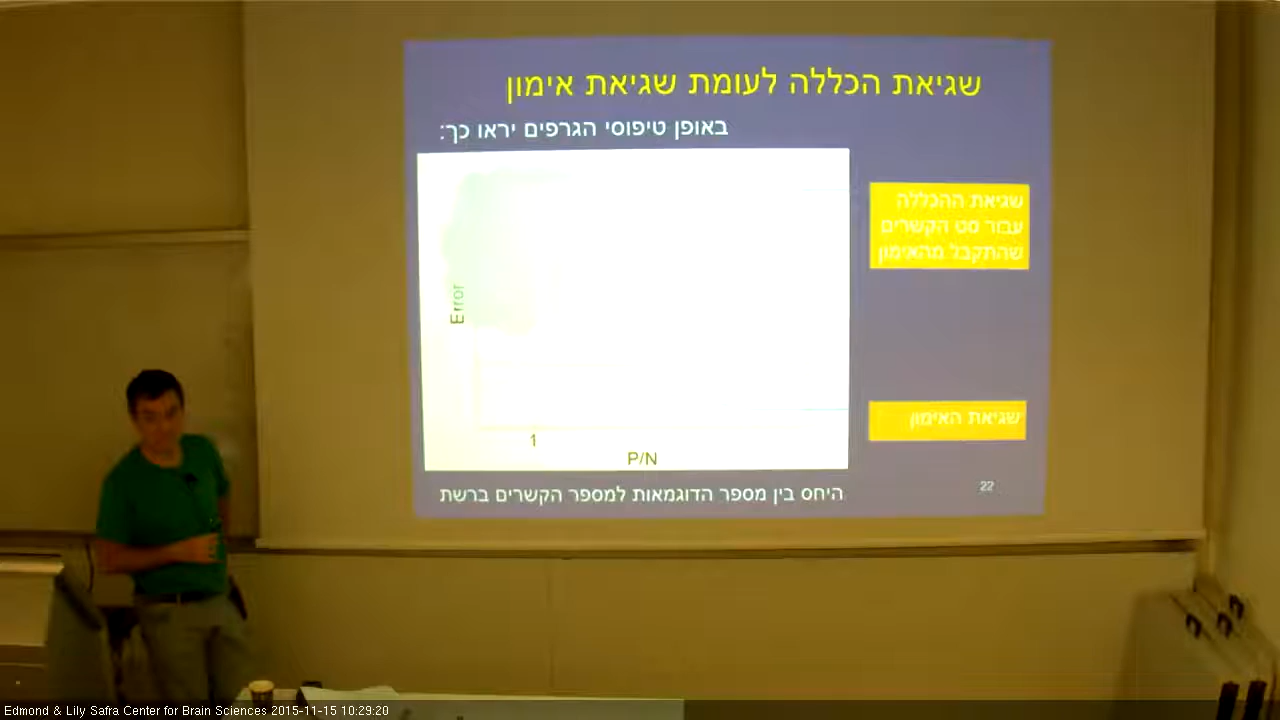 שגיאת הכללה לעומת שגיאת אימון
באופן טיפוסי הגרפים יראו כך:
שגיאת ההכללה
עבור סט הקשרים
שהתקבל מהאימון
Error
שגיאת האימון
1
P/N
היחס בין מספר הדוגמאות למספר הקשרים ברשת
22
Edmond & Lily Safra Center for Brain Sciences 2015-11-15 10:29:20